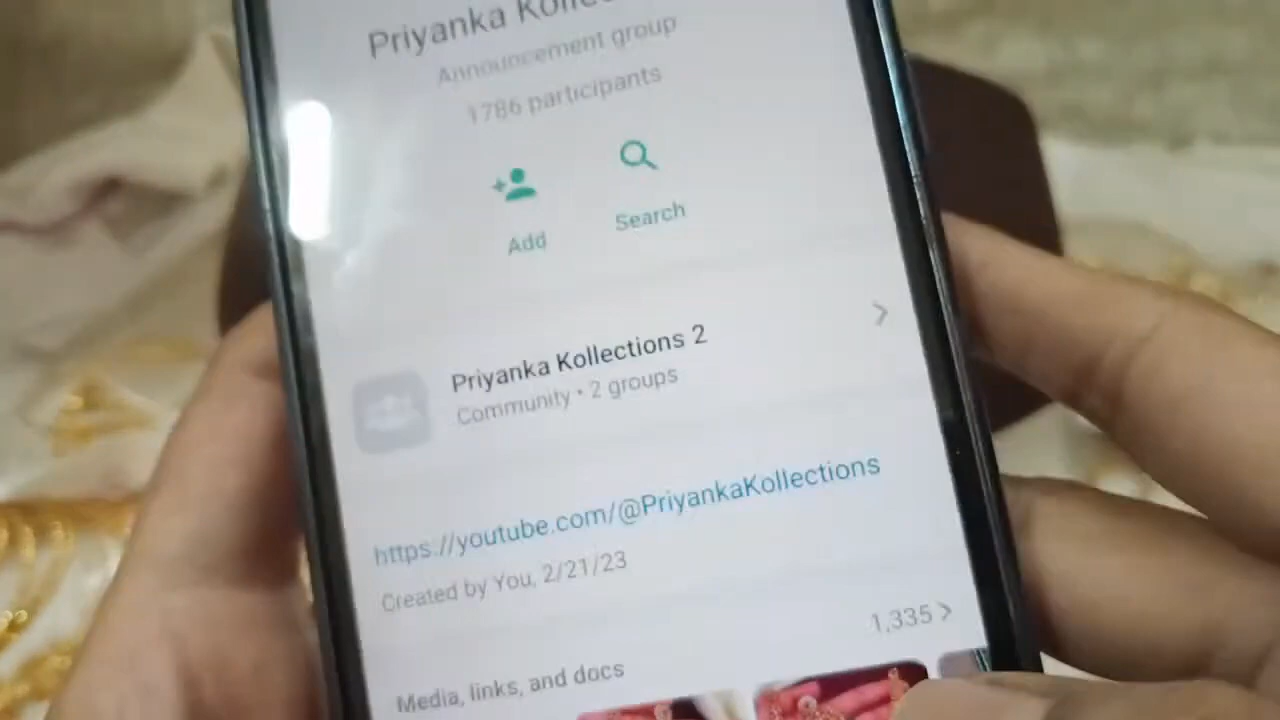 Priyanka
Announcement group
1786 participants
Add
Search
Priyanka Kollections 2
Community • 2 groups
https://youtube.com/@PriyankaKollections
Created by You, 2/21/23
1,335
Media, links, and docs